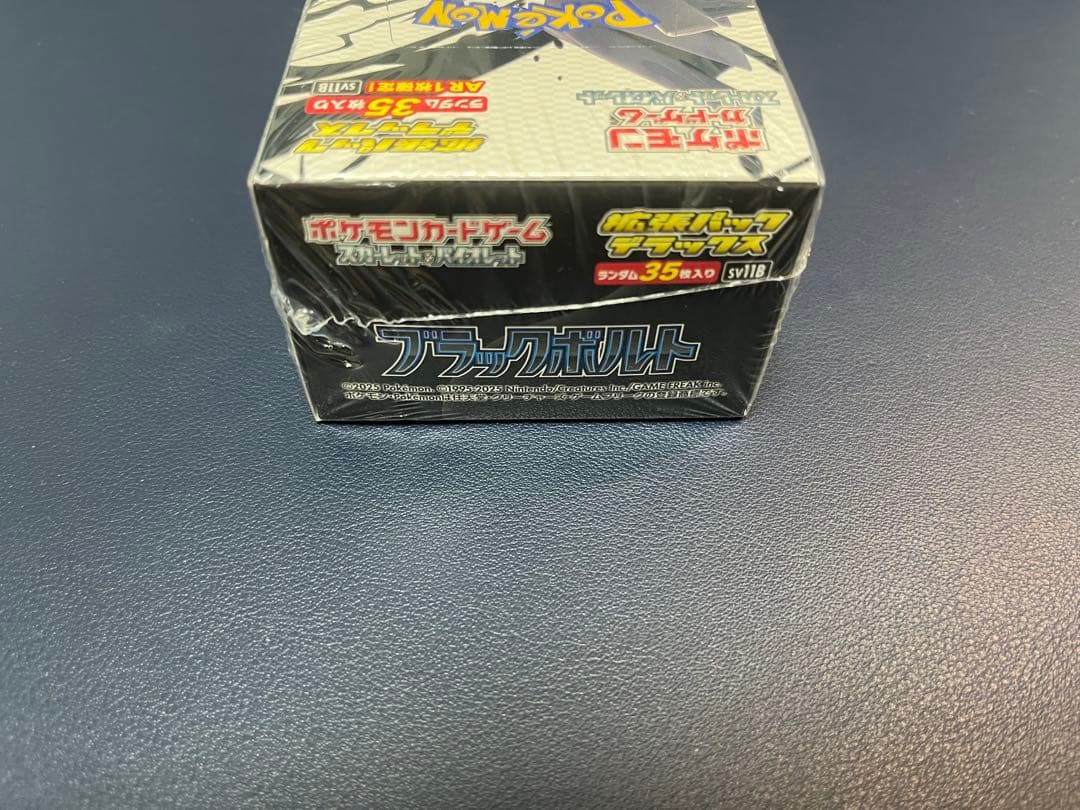 POKÉMON
ポケモン
カードゲーム
スカーレット&バイオレット
拡張パック
デラックス
ランダム35枚入り
AR1枚確定!
SV11B
ポケモンカードゲーム
スカーレット&バイオレット
拡張パック
デラックス
ランダム35枚入り
SV11B
ブラックボルト
©2025 Pokémon. ©1995-2025 Nintendo/Creatures Inc./GAME FREAK inc.
ポケモン・Pokémonは任天堂・クリーチャーズ・ゲームフリークの登録商標です。